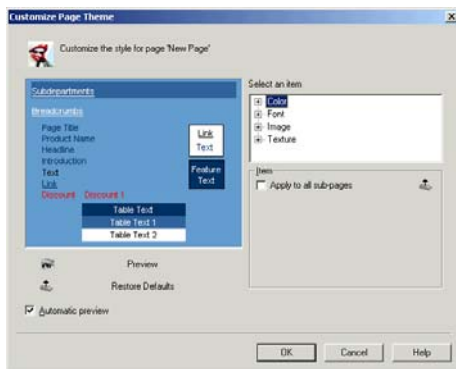 Customize Page Theme
Customize the style for page 'New Page'
Subdepartments
Breadcrumbs
Page Title
Product Name
Headline
Introduction
Text
Link
Discount Discount 1
Link
Text
Feature
Text
Table Text
Table Text 1
Table Text 2
Preview
Restore Defaults
Automatic preview
Select an item
Color
Font
Image
Texture
Item
Apply to all sub-pages
OK
Cancel
Help